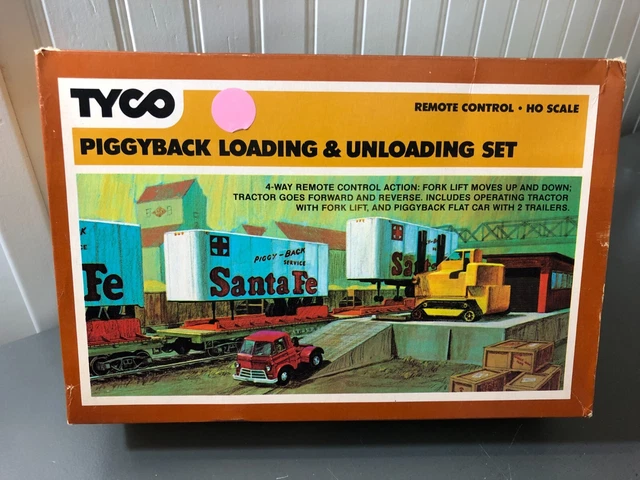 TYCO
REMOTE CONTROL • HO SCALE
PIGGYBACK LOADING & UNLOADING SET
4-WAY REMOTE CONTROL ACTION: FORK LIFT MOVES UP AND DOWN;
TRACTOR GOES FORWARD AND REVERSE. INCLUDES OPERATING TRACTOR
WITH FORK LIFT, AND PIGGYBACK FLAT CAR WITH 2 TRAILERS.
Fe
PIGGY-BACK
SERVICE
Santa Fe